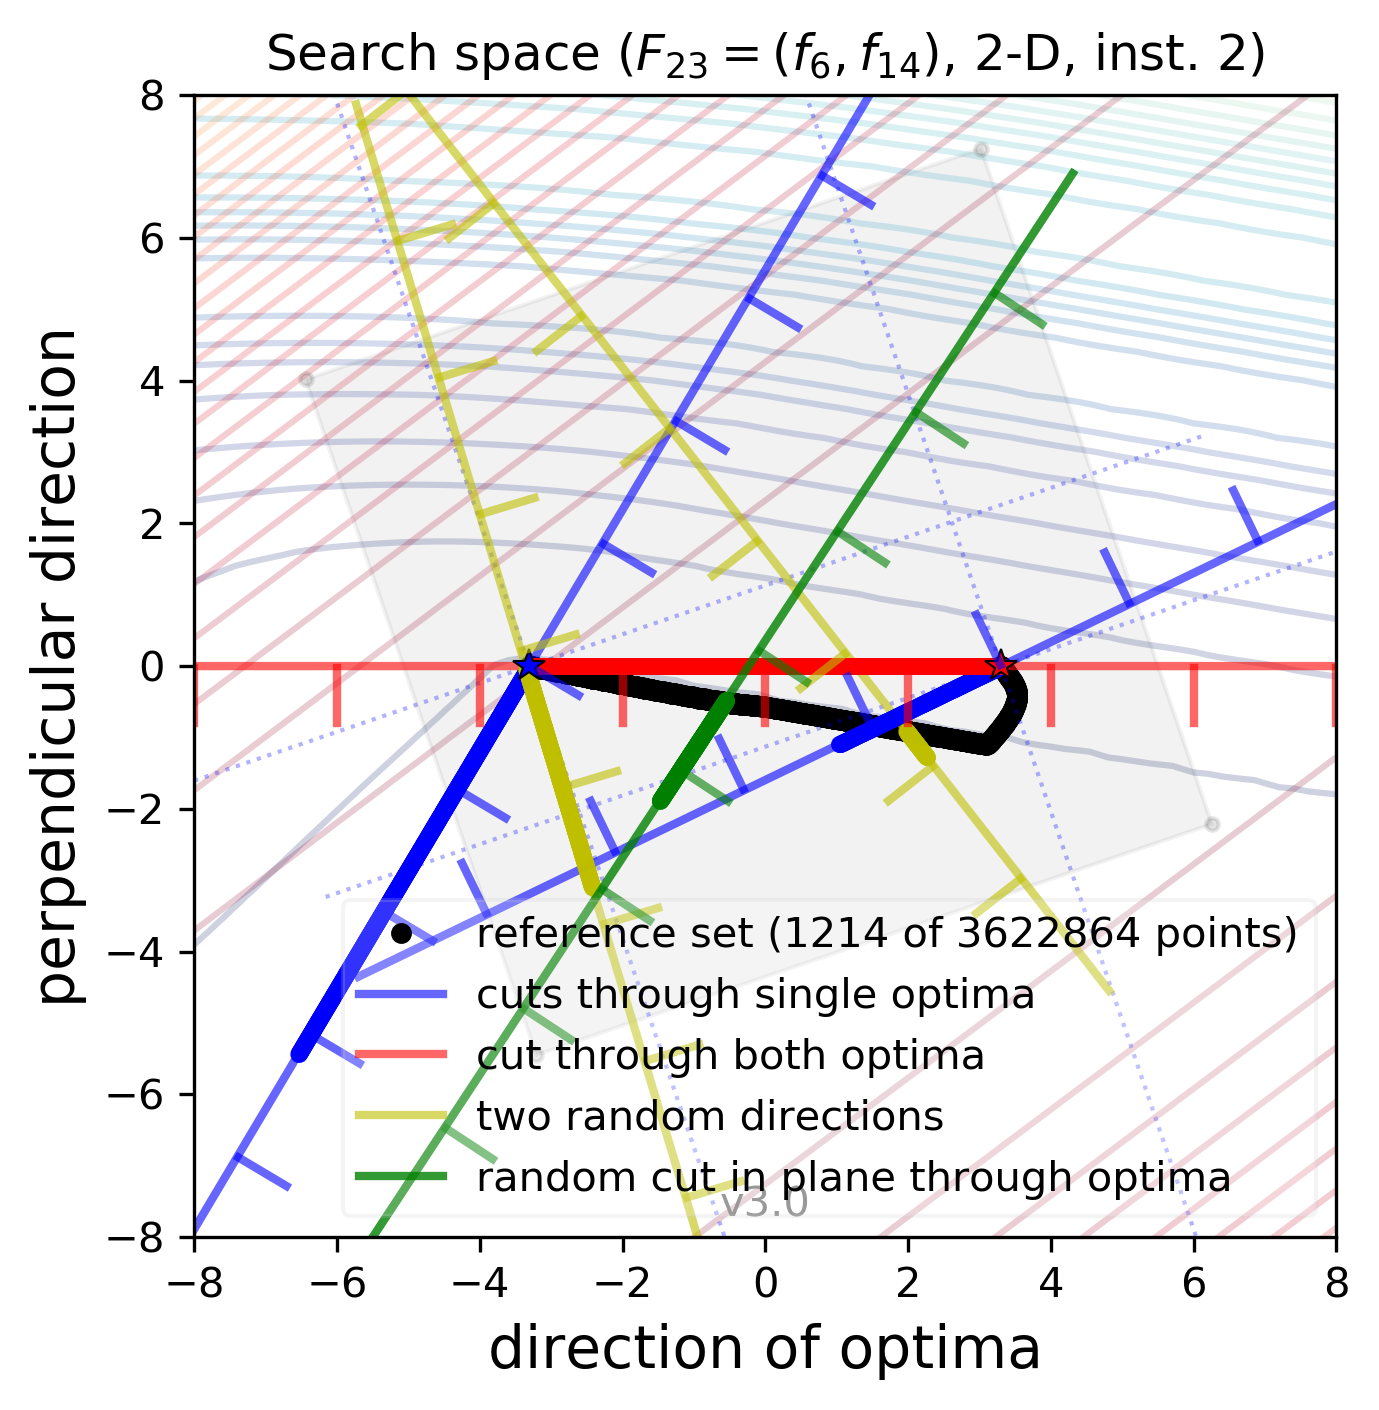 Search space (F₂₃ = (f₆, f₁₄), 2-D, inst. 2)
8
6
4
2
0
−2
−4
−6
−8
perpendicular direction
reference set (1214 of 3622864 points)
cuts through single optima
cut through both optima
two random directions
random cut in plane through optima
v3.0
−8 −6 −4 −2 0 2 4 6 8
direction of optima